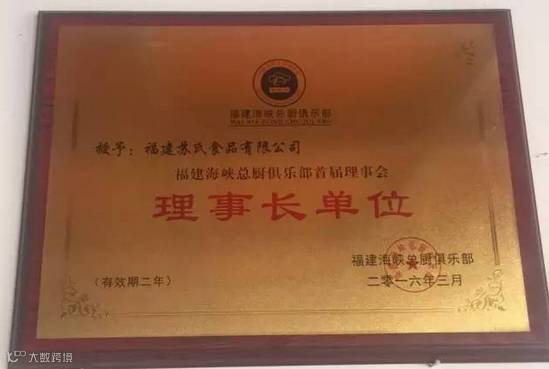 福建海峡总厨俱乐部
授予：福建苏氏食品有限公司
福建海峡总厨俱乐部首届理事会
理事长单位
（有效期二年）
福建海峡总厨俱乐部
二零一六年三月
大数跨境